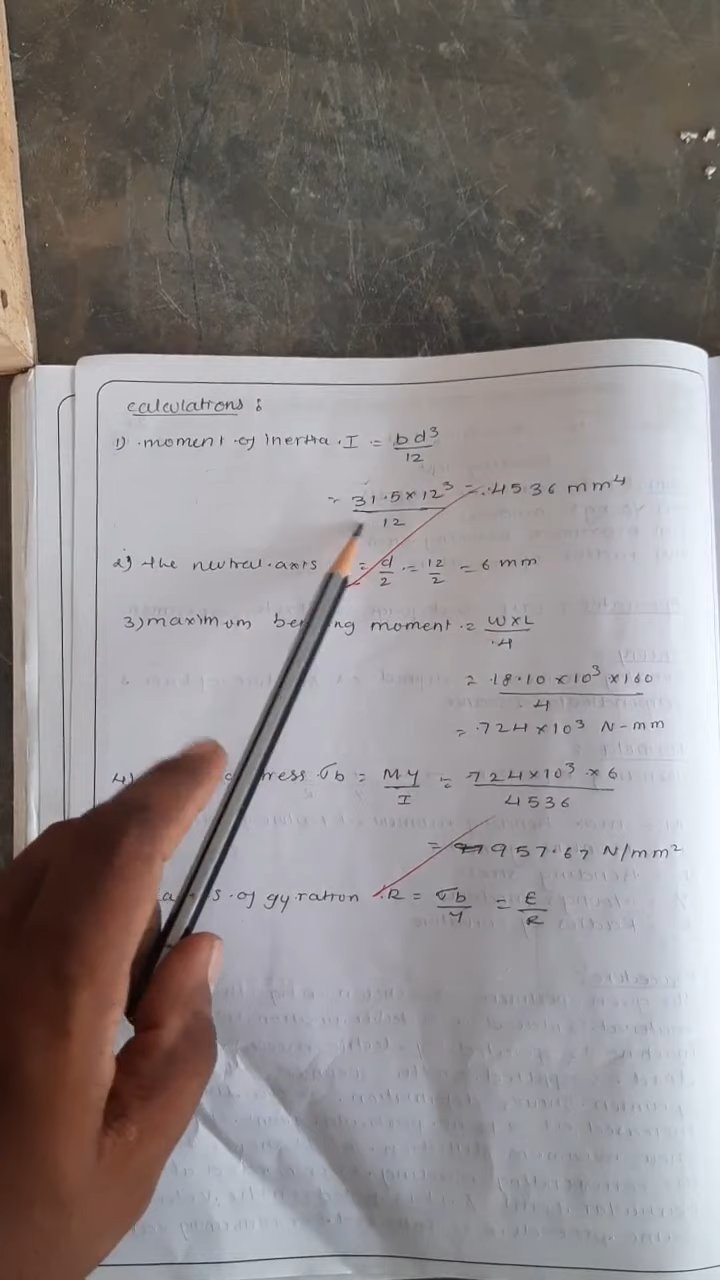 calculations :
1) moment of inertia I = bd³/12
= 31.5×12³/12 = 4536 mm⁴
2) the neutral axis = d/2 = 12/2 = 6 mm
3) maximum moment = W×L/4
= 18.10×10³×160/4
= 724×10³ N-mm
4) σb = My/I = 724×10³×6/4536
= 957.67 N/mm²
of gyration R = σb/y = E/R